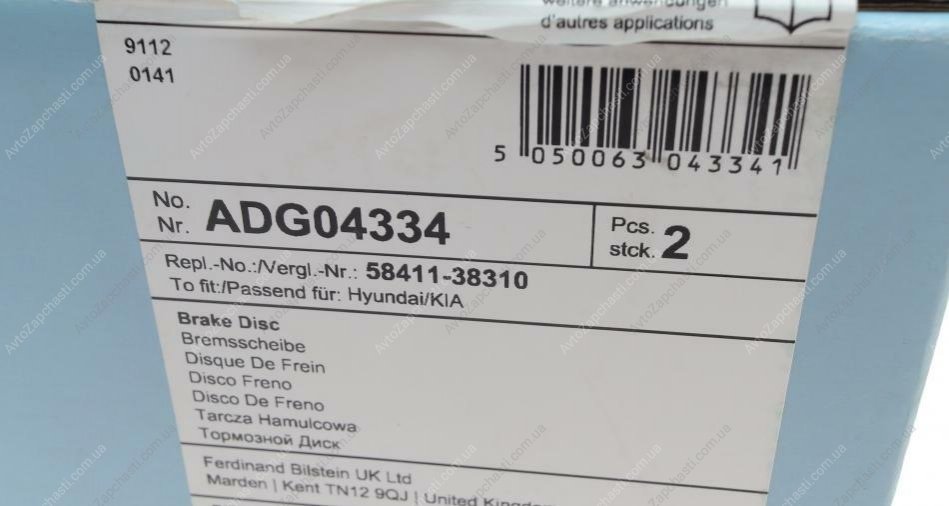 weitere anwendungen
d'autres applications
9112
0141
5 050063 043341
No.
Nr. ADG04334
Pcs.
stck. 2
Repl.-No.:/Vergl.-Nr.: 58411-38310
To fit:/Passend für: Hyundai/KIA
Brake Disc
Bremsscheibe
Disque De Frein
Disco Freno
Disco De Freno
Tarcza Hamulcowa
Тормозной Диск
Ferdinand Bilstein UK Ltd
Marden | Kent TN12 9QJ | United Kingdom
AvtoZapchasti.com.ua